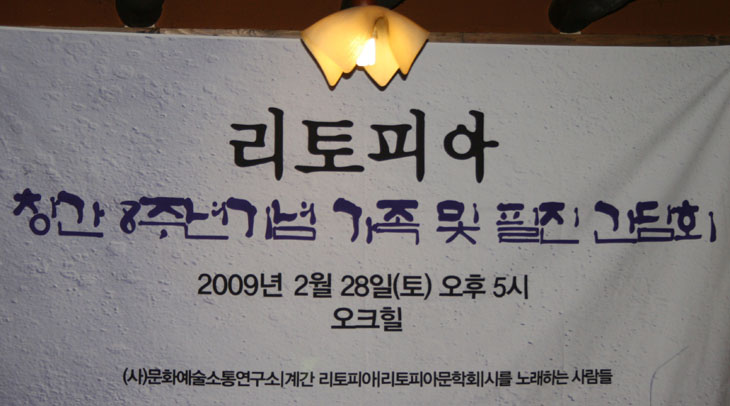 리토피아
창간 8주년기념 가족 및 필진 간담회
2009년 2월 28일(토) 오후 5시
오크힐
(사)문화예술소통연구소|계간 리토피아|리토피아문학회|시를 노래하는 사람들